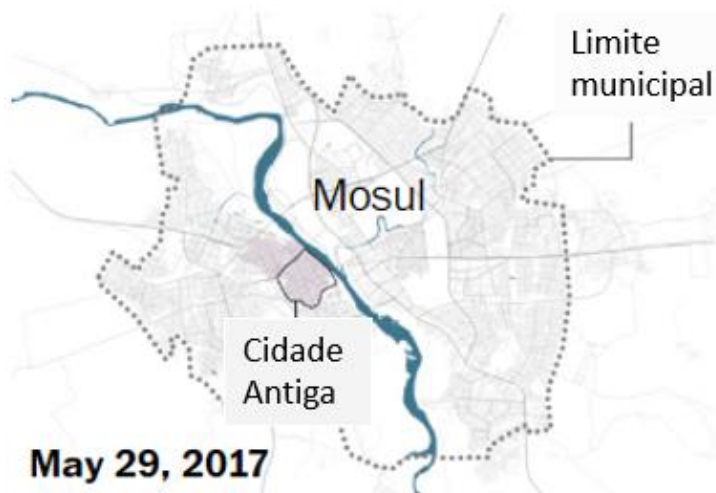 Limite
municipal
Mosul
Cidade
Antiga
May 29, 2017